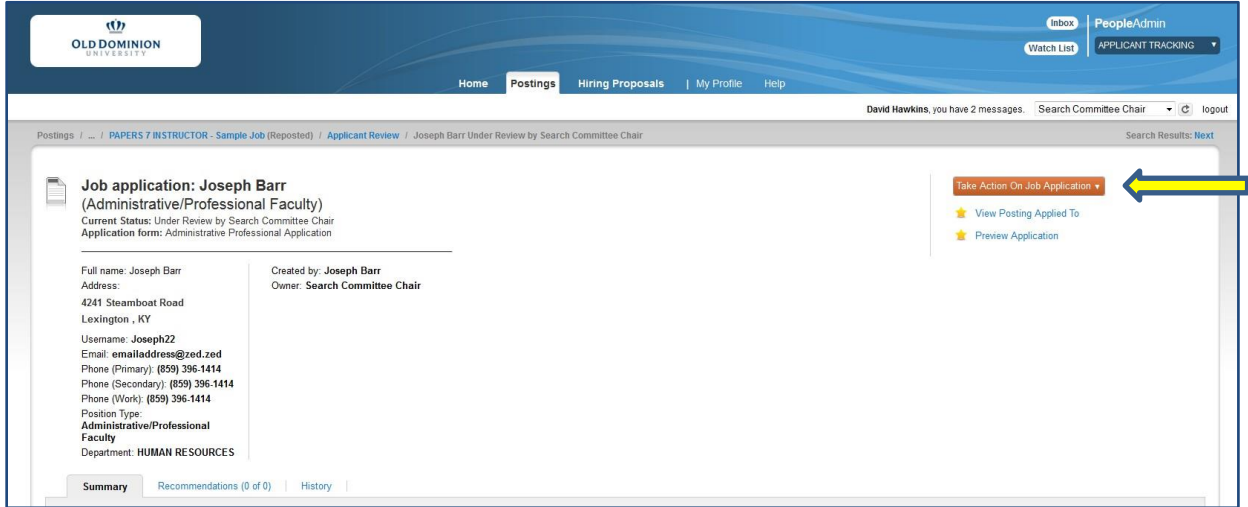 OLD DOMINION
UNIVERSITY
Inbox
PeopleAdmin
Watch List
APPLICANT TRACKING
Home Postings Hiring Proposals | My Profile Help
David Hawkins, you have 2 messages. Search Committee Chair logout
Postings / ... / PAPERS 7 INSTRUCTOR - Sample Job (Reposted) / Applicant Review / Joseph Barr Under Review by Search Committee Chair Search Results: Next
Job application: Joseph Barr
(Administrative/Professional Faculty)
Current Status: Under Review by Search Committee Chair
Application form: Administrative Professional Application
Take Action On Job Application
View Posting Applied To
Preview Application
Full name: Joseph Barr
Address:
4241 Steamboat Road
Lexington , KY
Username: Joseph22
Email: emailaddress@zed.zed
Phone (Primary): (859) 396-1414
Phone (Secondary): (859) 396-1414
Phone (Work): (859) 396-1414
Position Type:
Administrative/Professional
Faculty
Department: HUMAN RESOURCES
Created by: Joseph Barr
Owner: Search Committee Chair
Summary Recommendations (0 of 0) History